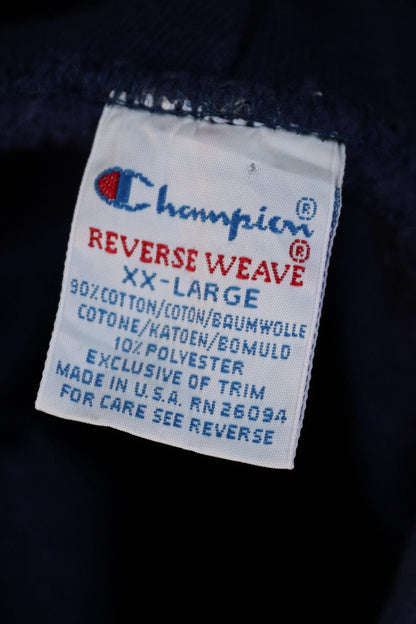 Champion®
REVERSE WEAVE®
XX-LARGE
90%COTTON/COTON/BAUMWOLLE
COTONE/KATOEN/BOMULD
10% POLYESTER
EXCLUSIVE OF TRIM
MADE IN U.S.A. RN 26094
FOR CARE SEE REVERSE